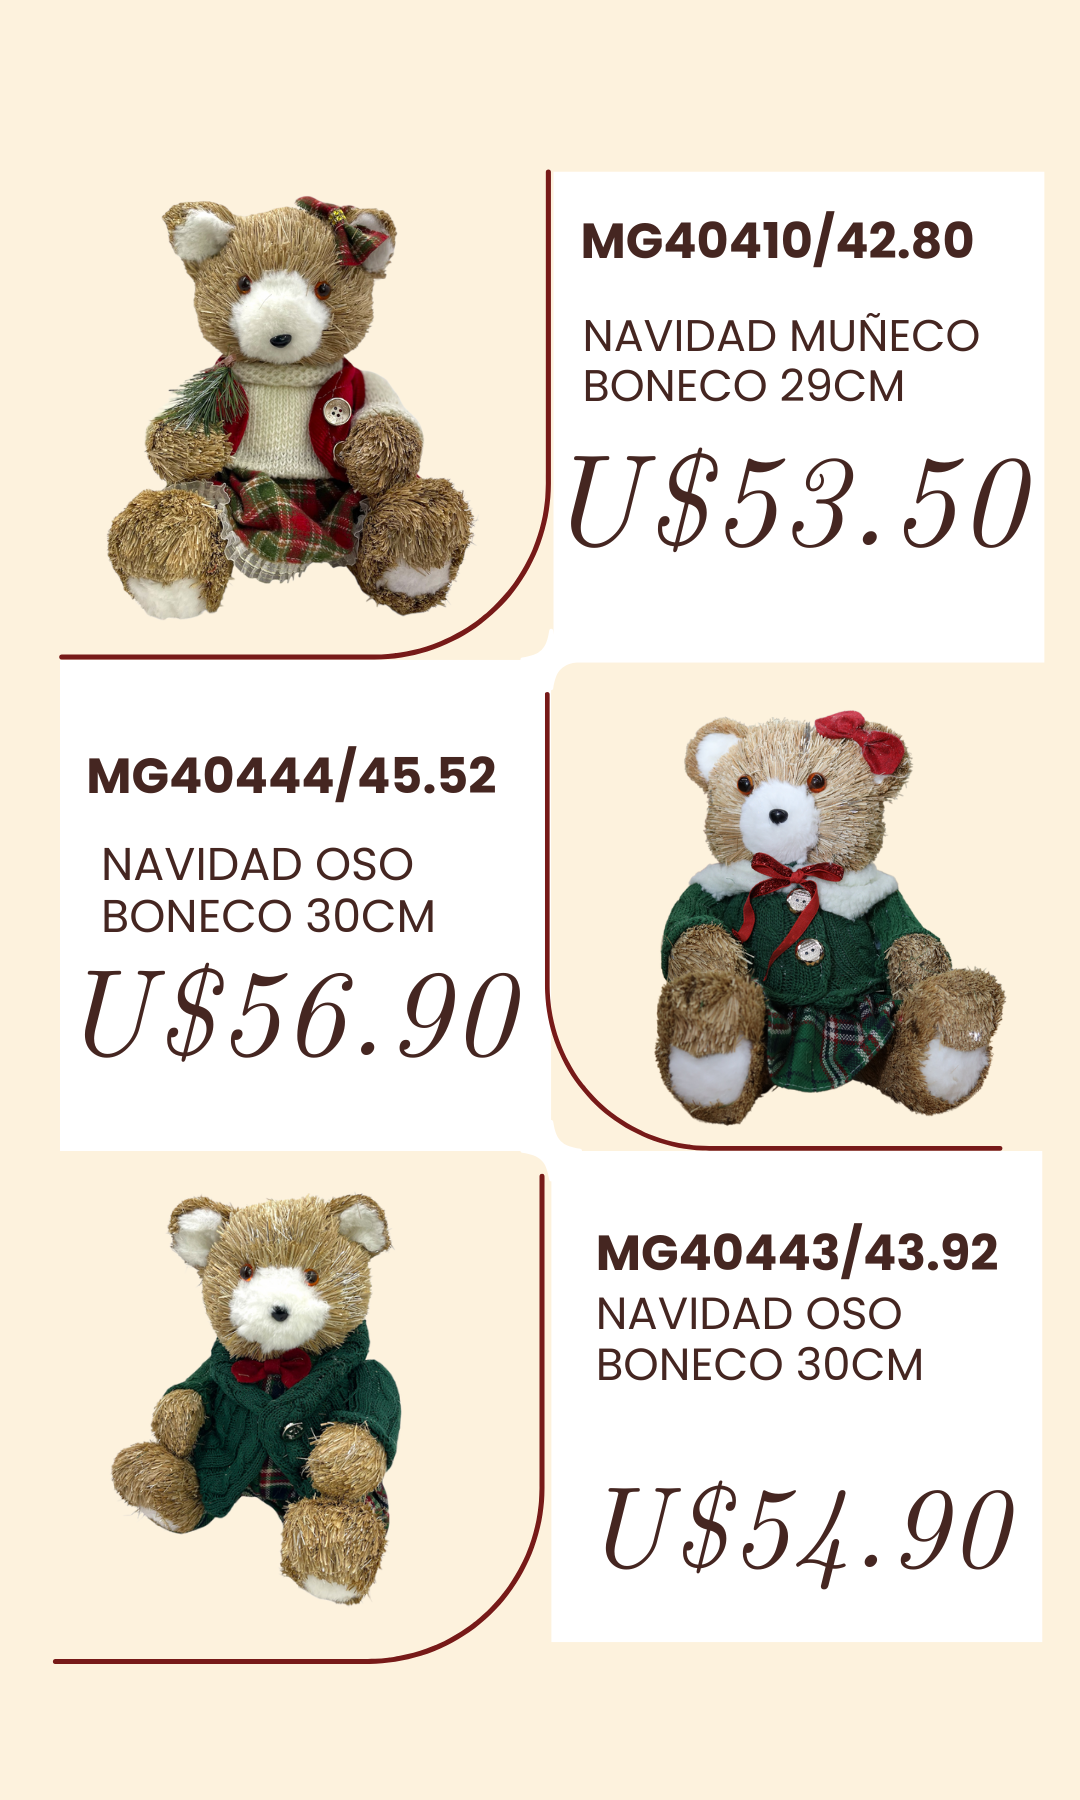 MG40410/42.80
NAVIDAD MUÑECO
BONECO 29CM
U$53.50
MG40444/45.52
NAVIDAD OSO
BONECO 30CM
U$56.90
MG40443/43.92
NAVIDAD OSO
BONECO 30CM
U$54.90